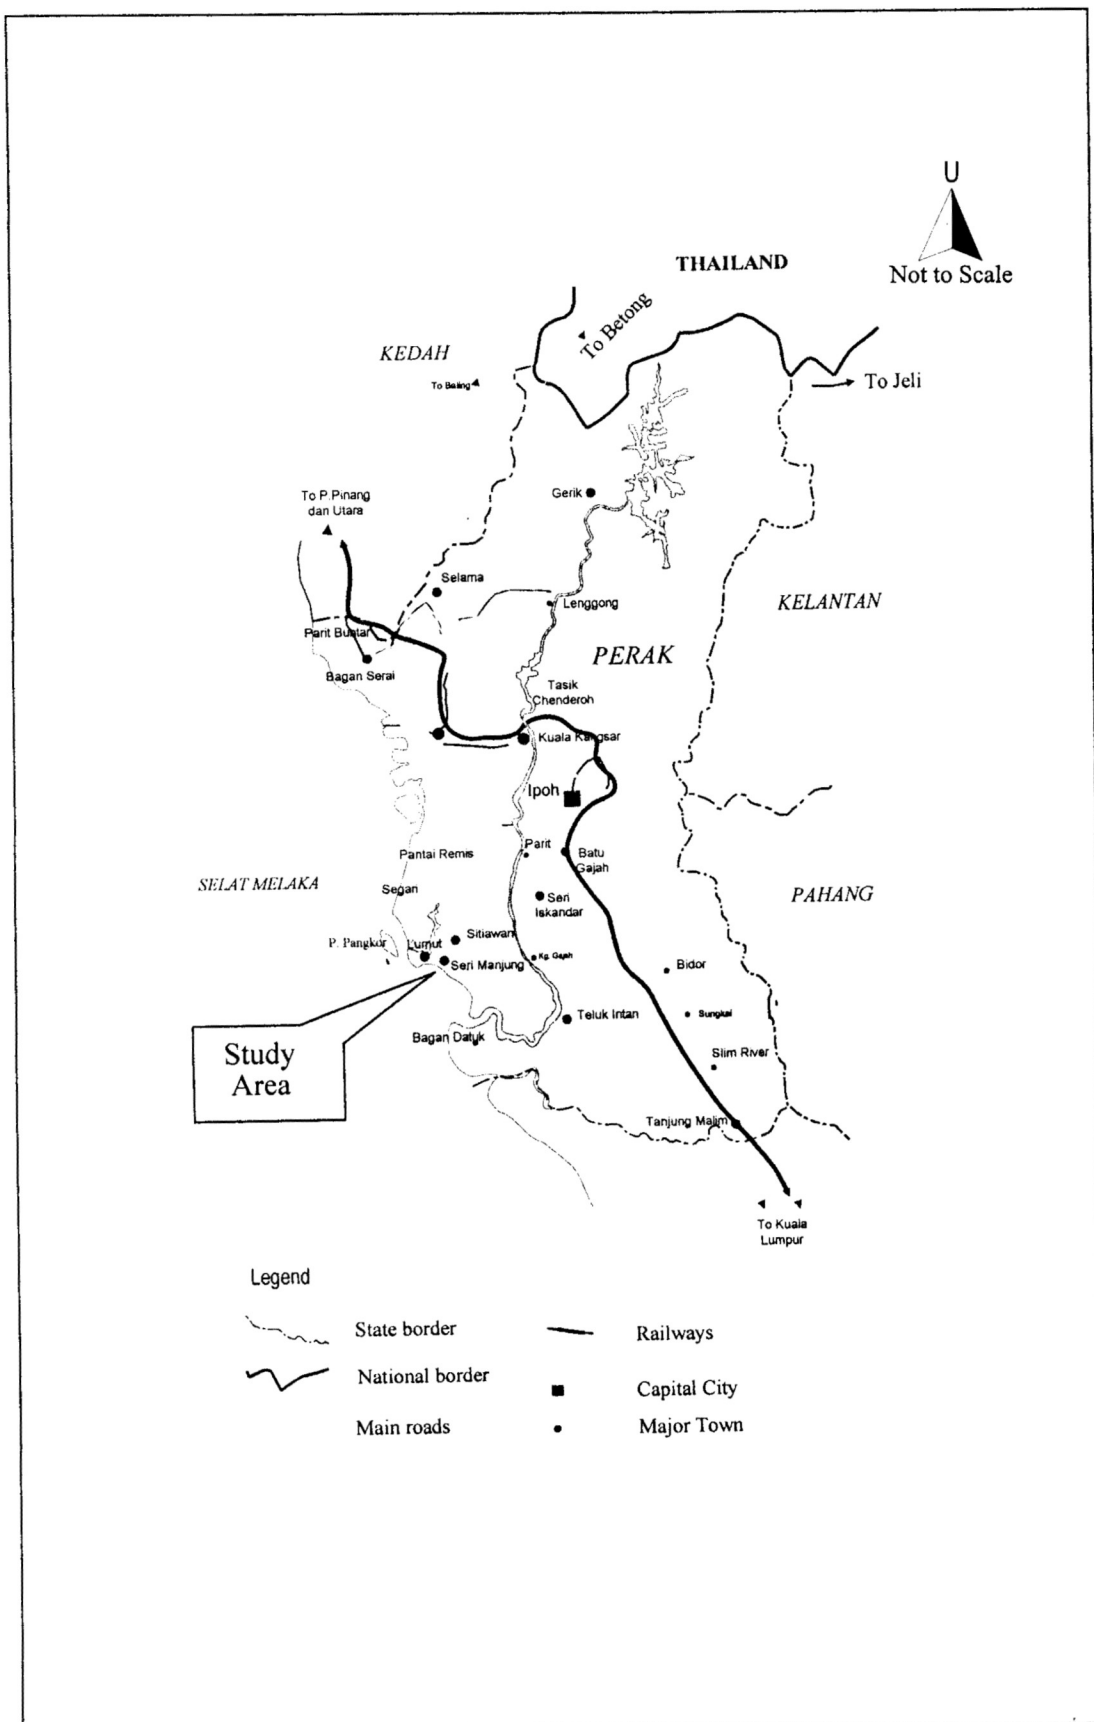 U
Not to Scale
THAILAND
To Betong
KEDAH
To Baling
To Jeli
Gerik
To P.Pinang
dan Utara
Selama
Lenggong
KELANTAN
Parit Buntar
PERAK
Bagan Serai
Tasik
Chenderoh
Kuala Kangsar
Ipoh
Parit
Batu
Gajah
Pantai Remis
SELAT MELAKA
Segari
Seri
Iskandar
PAHANG
P. Pangkor
Lumut
Sitiawan
Seri Manjung
Kg. Gajah
Bidor
Teluk Intan
Sungkai
Bagan Datuk
Study
Area
Slim River
Tanjung Malim
To Kuala
Lumpur
Legend
State border
Railways
National border
Capital City
Main roads
Major Town